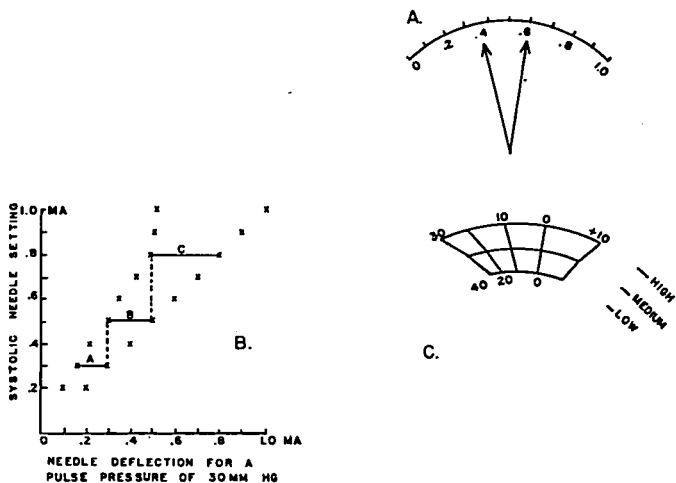 A.
0 .2 .4 .6 .8 1.0
1.0 MA
.8
.6
.4
.2
SYSTOLIC NEEDLE SETTING
A
B
C
B.
0 .2 .4 .6 .8 1.0 MA
NEEDLE DEFLECTION FOR A
PULSE PRESSURE OF 30 MM HG
30 10 0 +10
40 20 0
HIGH
MEDIUM
LOW
C.